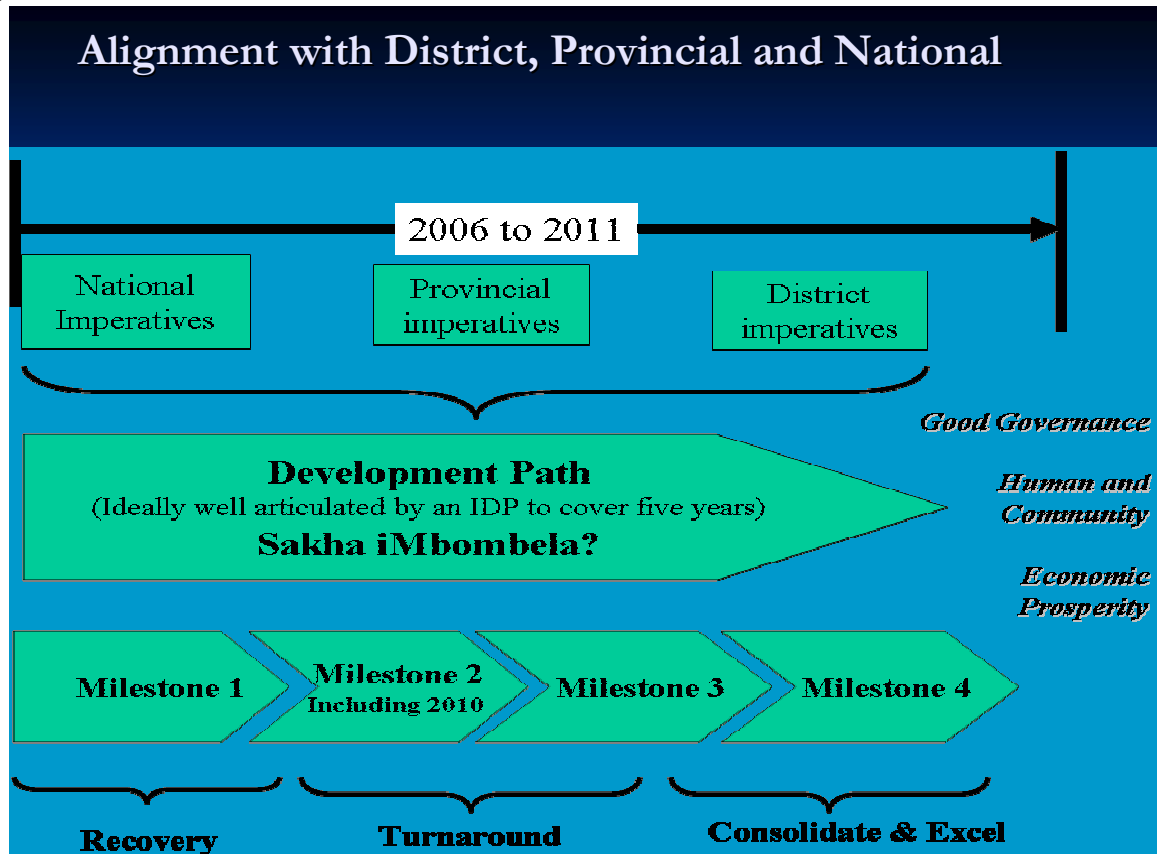 Alignment with District, Provincial and National
2006 to 2011
National
Imperatives
Provincial
imperatives
District
imperatives
Good Governance
Development Path
(Ideally well articulated by an IDP to cover five years)
Sakha iMbombela?
Human and
Community
Economic
Prosperity
Milestone 1
Milestone 2
Including 2010
Milestone 3
Milestone 4
Recovery
Turnaround
Consolidate & Excel